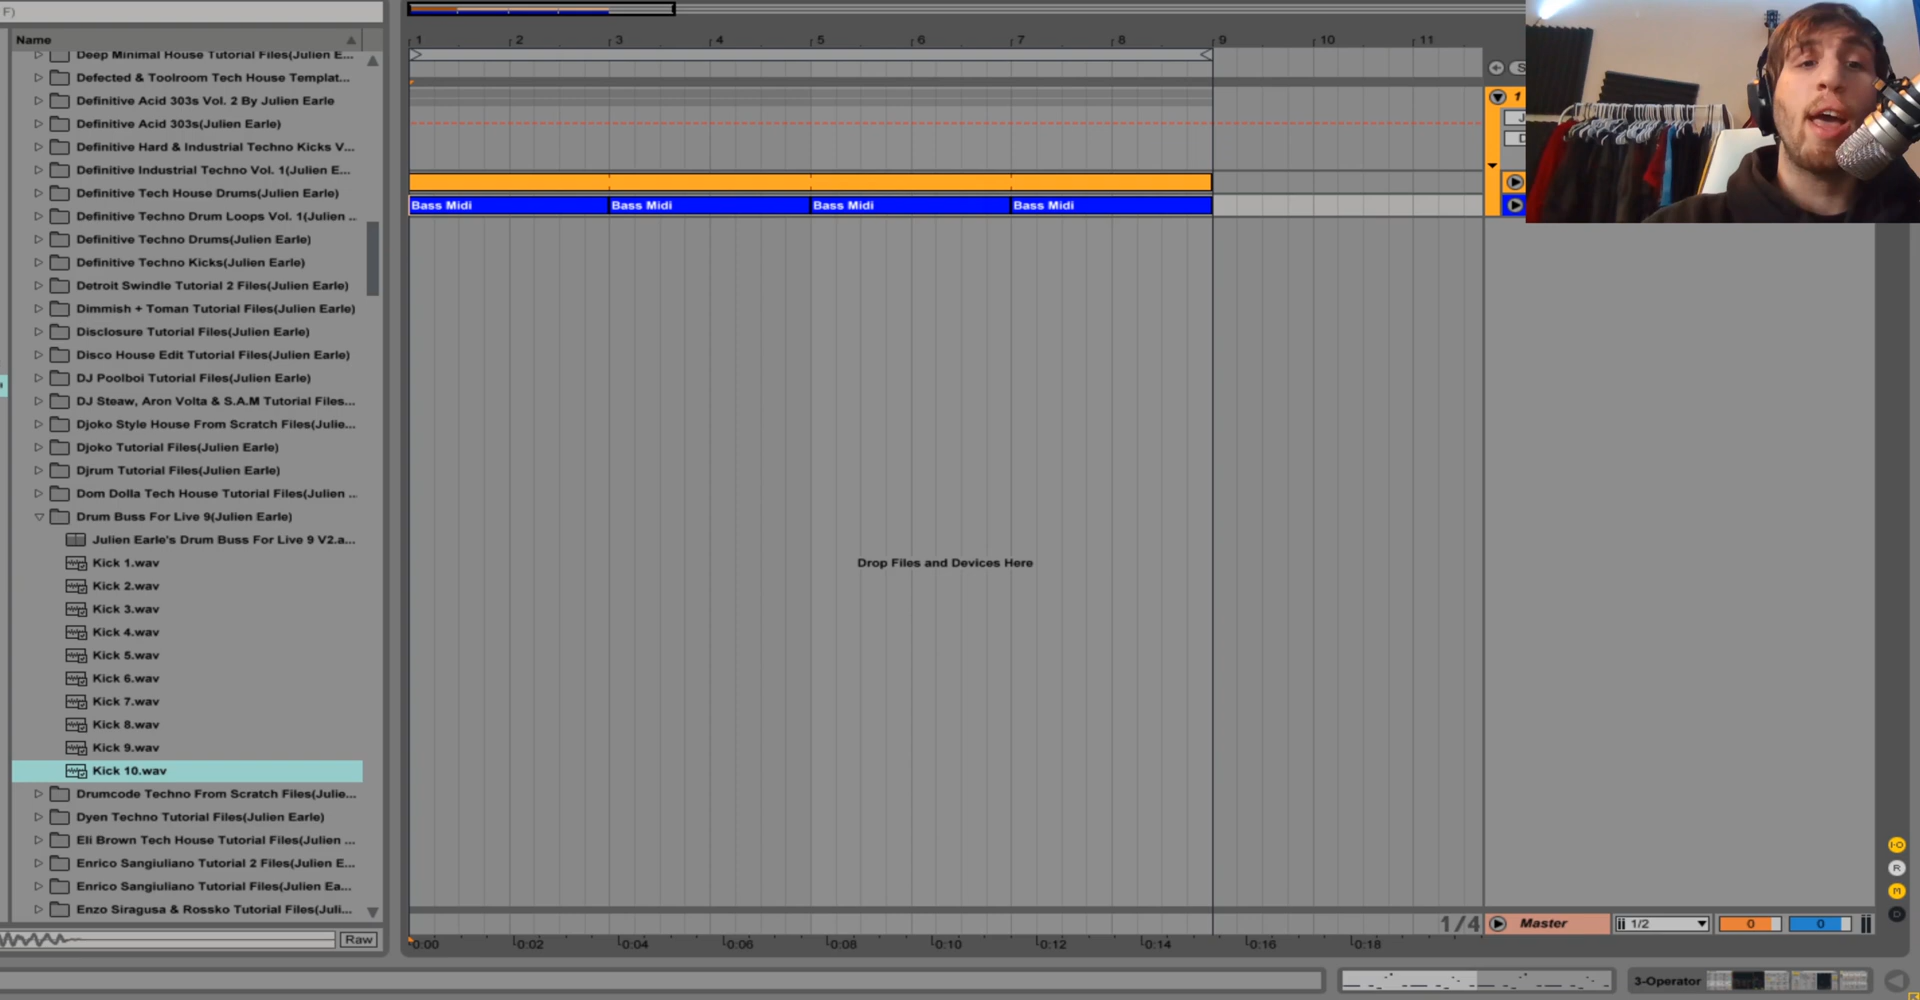 F)
Name
Deep Minimal House Tutorial Files(Julien E...
Defected & Toolroom Tech House Templat...
Definitive Acid 303s Vol. 2 By Julien Earle
Definitive Acid 303s(Julien Earle)
Definitive Hard & Industrial Techno Kicks V...
Definitive Industrial Techno Vol. 1(Julien E...
Definitive Tech House Drums(Julien Earle)
Definitive Techno Drum Loops Vol. 1(Julien ..
Definitive Techno Drums(Julien Earle)
Definitive Techno Kicks(Julien Earle)
Detroit Swindle Tutorial 2 Files(Julien Earle)
Dimmish + Toman Tutorial Files(Julien Earle)
Disclosure Tutorial Files(Julien Earle)
Disco House Edit Tutorial Files(Julien Earle)
DJ Poolboi Tutorial Files(Julien Earle)
DJ Steaw, Aron Volta & S.A.M Tutorial Files...
Djoko Style House From Scratch Files(Julie...
Djoko Tutorial Files(Julien Earle)
Djrum Tutorial Files(Julien Earle)
Dom Dolla Tech House Tutorial Files(Julien ..
Drum Buss For Live 9(Julien Earle)
Julien Earle's Drum Buss For Live 9 V2.a...
Kick 1.wav
Kick 2.wav
Kick 3.wav
Kick 4.wav
Kick 5.wav
Kick 6.wav
Kick 7.wav
Kick 8.wav
Kick 9.wav
Kick 10.wav
Drumcode Techno From Scratch Files(Julie...
Dyen Techno Tutorial Files(Julien Earle)
Eli Brown Tech House Tutorial Files(Julien ...
Enrico Sangiuliano Tutorial 2 Files(Julien E...
Enrico Sangiuliano Tutorial Files(Julien Ea...
Enzo Siragusa & Rossko Tutorial Files(Juli...
Raw
1 2 3 4 5 6 7 8 9 10 11
S
1
Bass Midi Bass Midi Bass Midi Bass Midi
Drop Files and Devices Here
I-O
R
M
D
1/4 Master 1/2 0 0
0:00 0:02 0:04 0:06 0:08 0:10 0:12 0:14 0:16 0:18
3-Operator